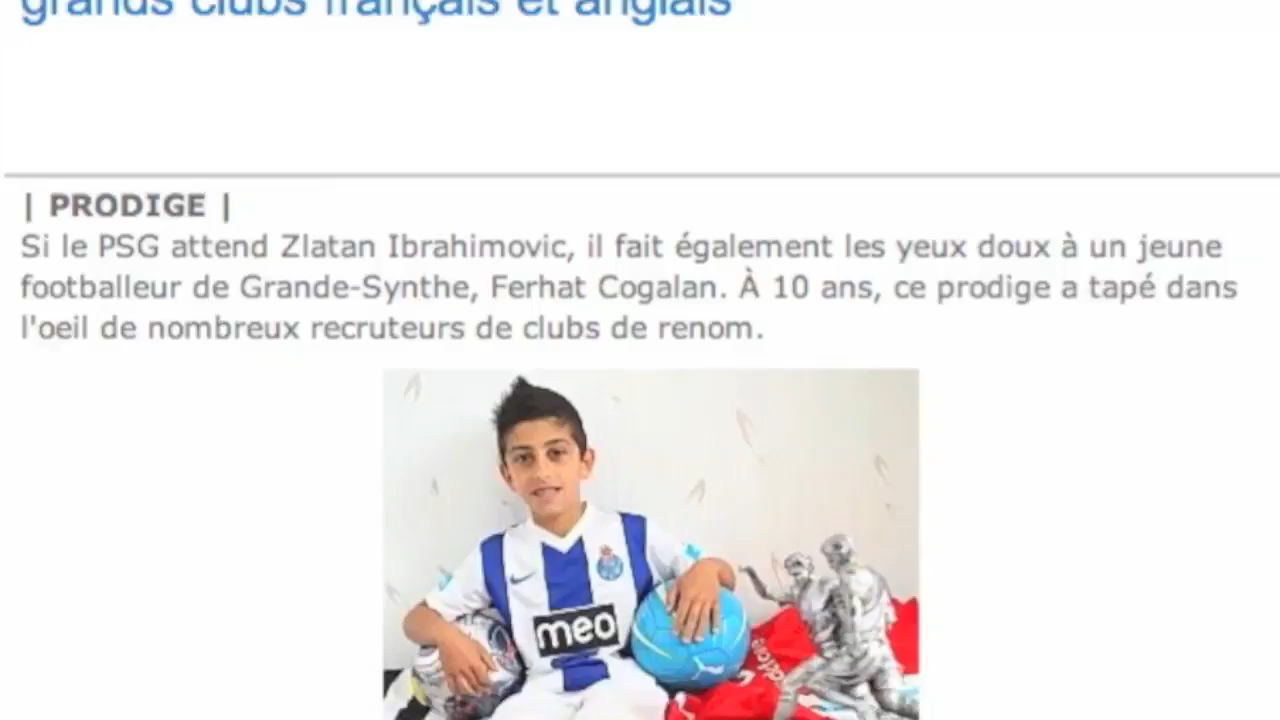 grands clubs français et anglais
| PRODIGE |
Si le PSG attend Zlatan Ibrahimovic, il fait également les yeux doux à un jeune
footballeur de Grande-Synthe, Ferhat Cogalan. À 10 ans, ce prodige a tapé dans
l'oeil de nombreux recruteurs de clubs de renom.
meo